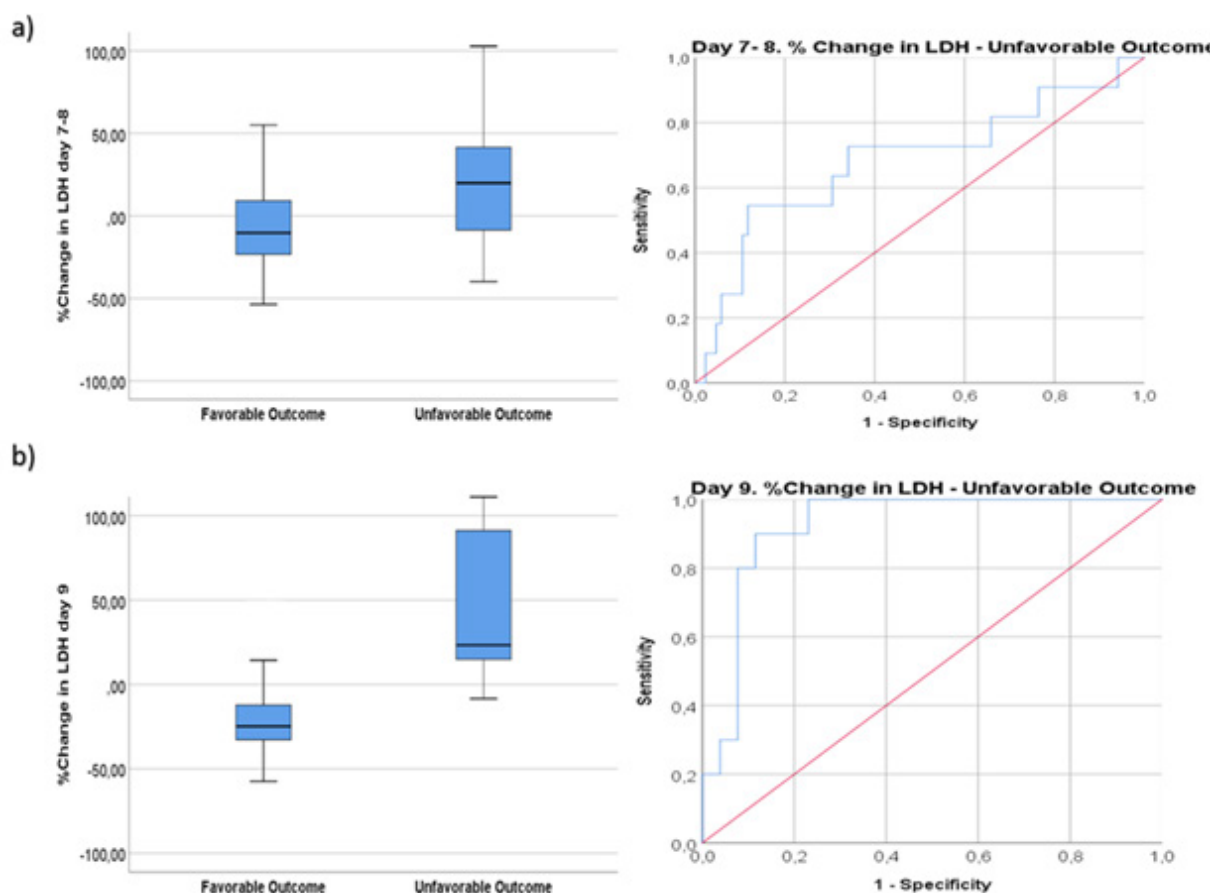 a)
%Change in LDH day 7-8
100,00
50,00
,00
-50,00
-100,00
Favorable Outcome
Unfavorable Outcome
Day 7- 8. % Change in LDH - Unfavorable Outcome
Sensitivity
1,0
0,8
0,6
0,4
0,2
0,0
0,0 0,2 0,4 0,6 0,8 1,0
1 - Specificity
b)
%Change in LDH day 9
100,00
50,00
,00
-50,00
-100,00
Favorable Outcome
Unfavorable Outcome
Day 9. %Change in LDH - Unfavorable Outcome
Sensitivity
1,0
0,8
0,6
0,4
0,2
0,0
0,0 0,2 0,4 0,6 0,8 1,0
1 - Specificity